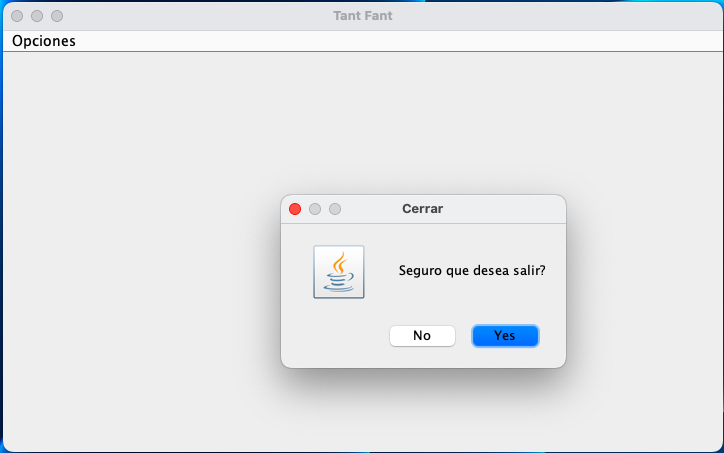 Tant Fant
Opciones
Cerrar
Seguro que desea salir?
No
Yes